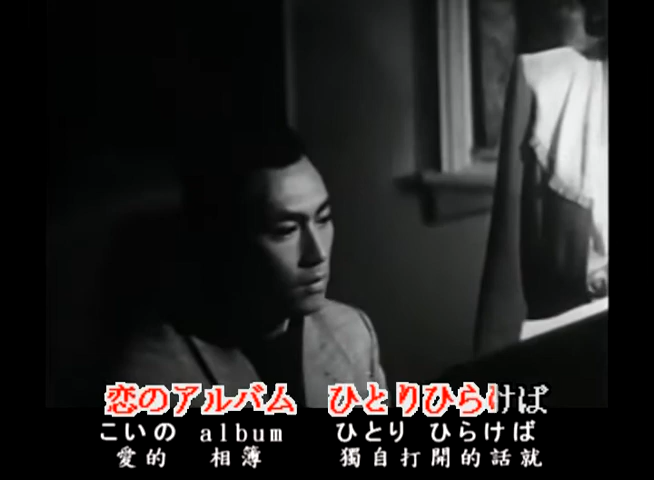 恋のアルバム ひとりひらけば
こいの album ひとり ひらけば
愛的 相簿 獨自打開的話就